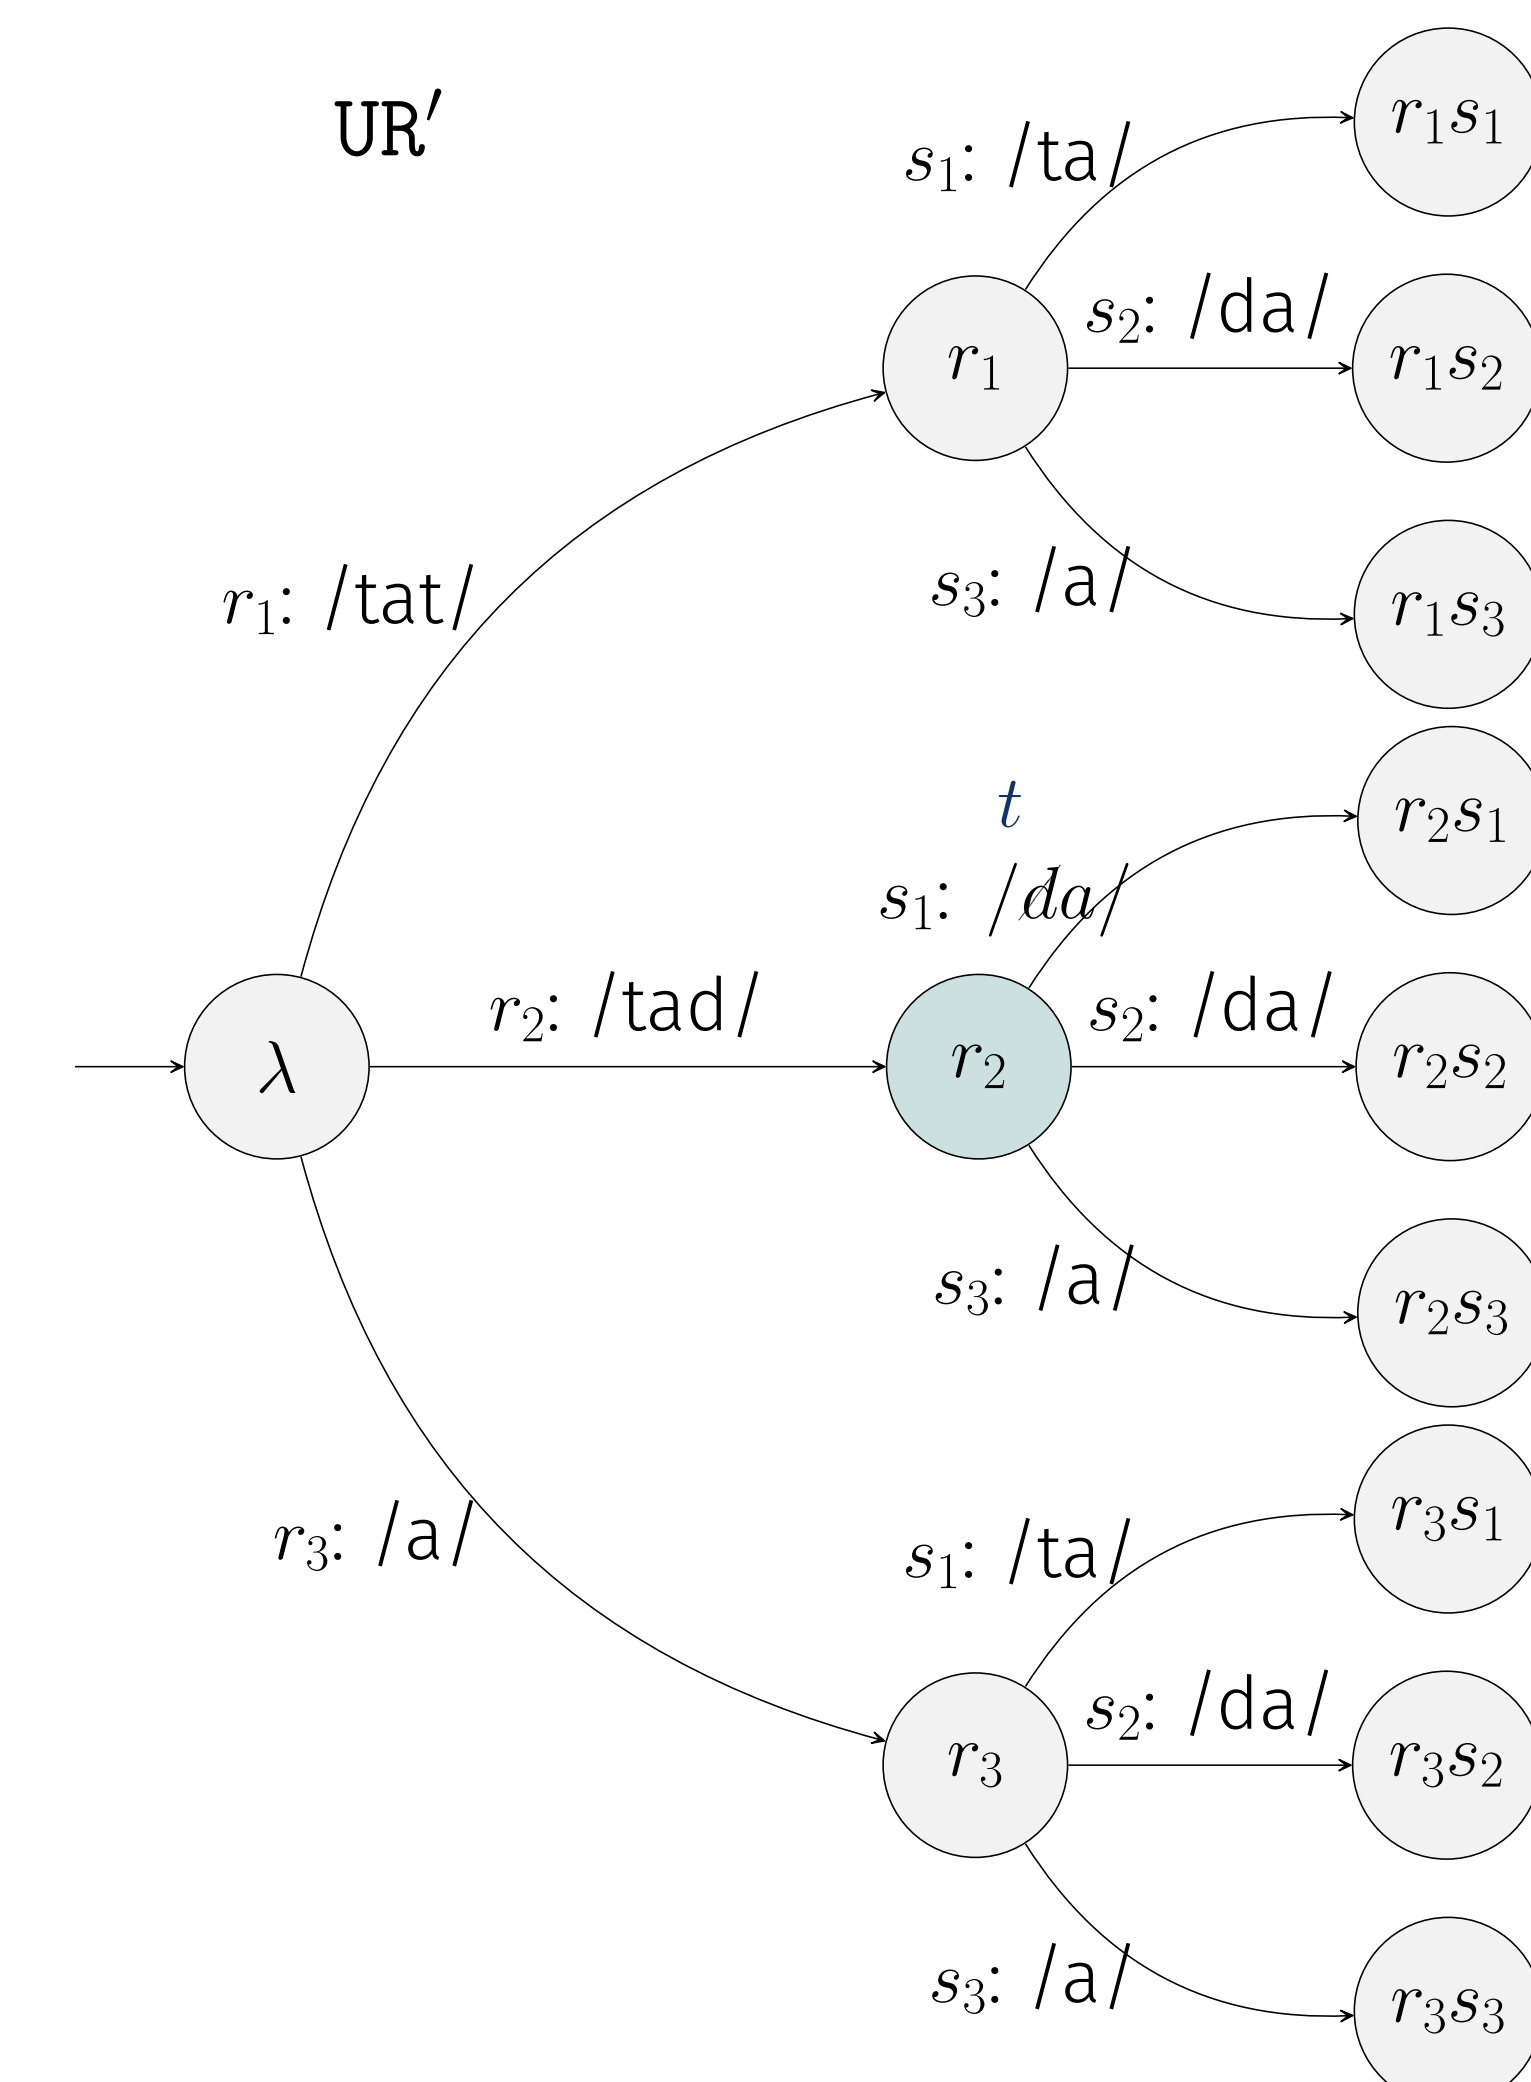 UR′
r₁s₁
s₁: /ta/
s₂: /da/
r₁
r₁s₂
s₃: /a/
r₁: /tat/
r₁s₃
t
r₂s₁
s₁: /da/
r₂: /tad/
s₂: /da/
λ
r₂
r₂s₂
s₃: /a/
r₂s₃
r₃: /a/
s₁: /ta/
r₃s₁
s₂: /da/
r₃
r₃s₂
s₃: /a/
r₃s₃